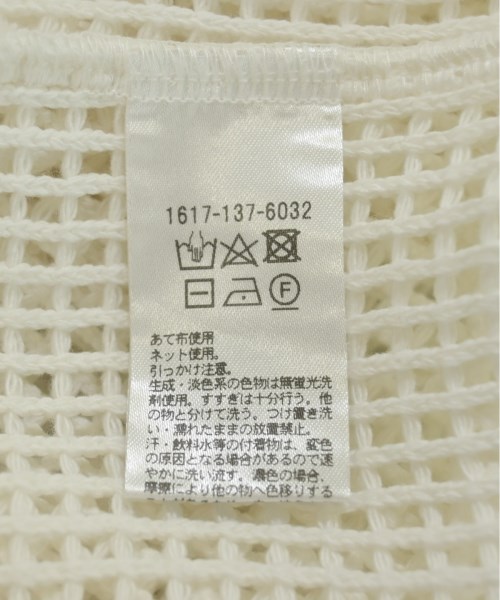 1617-137-6032
F
あて布使用
ネット使用。
引っかけ注意。
生成・淡色系の色物は無蛍光洗
剤使用。すすぎは十分行う。他
の物と分けて洗う。つけ置き洗
い・濡れたままの放置禁止。
汗・飲料水等の付着物は、変色
の原因となる場合があるので速
やかに洗い流す。濃色の場合、
摩擦により他の物へ色移りする